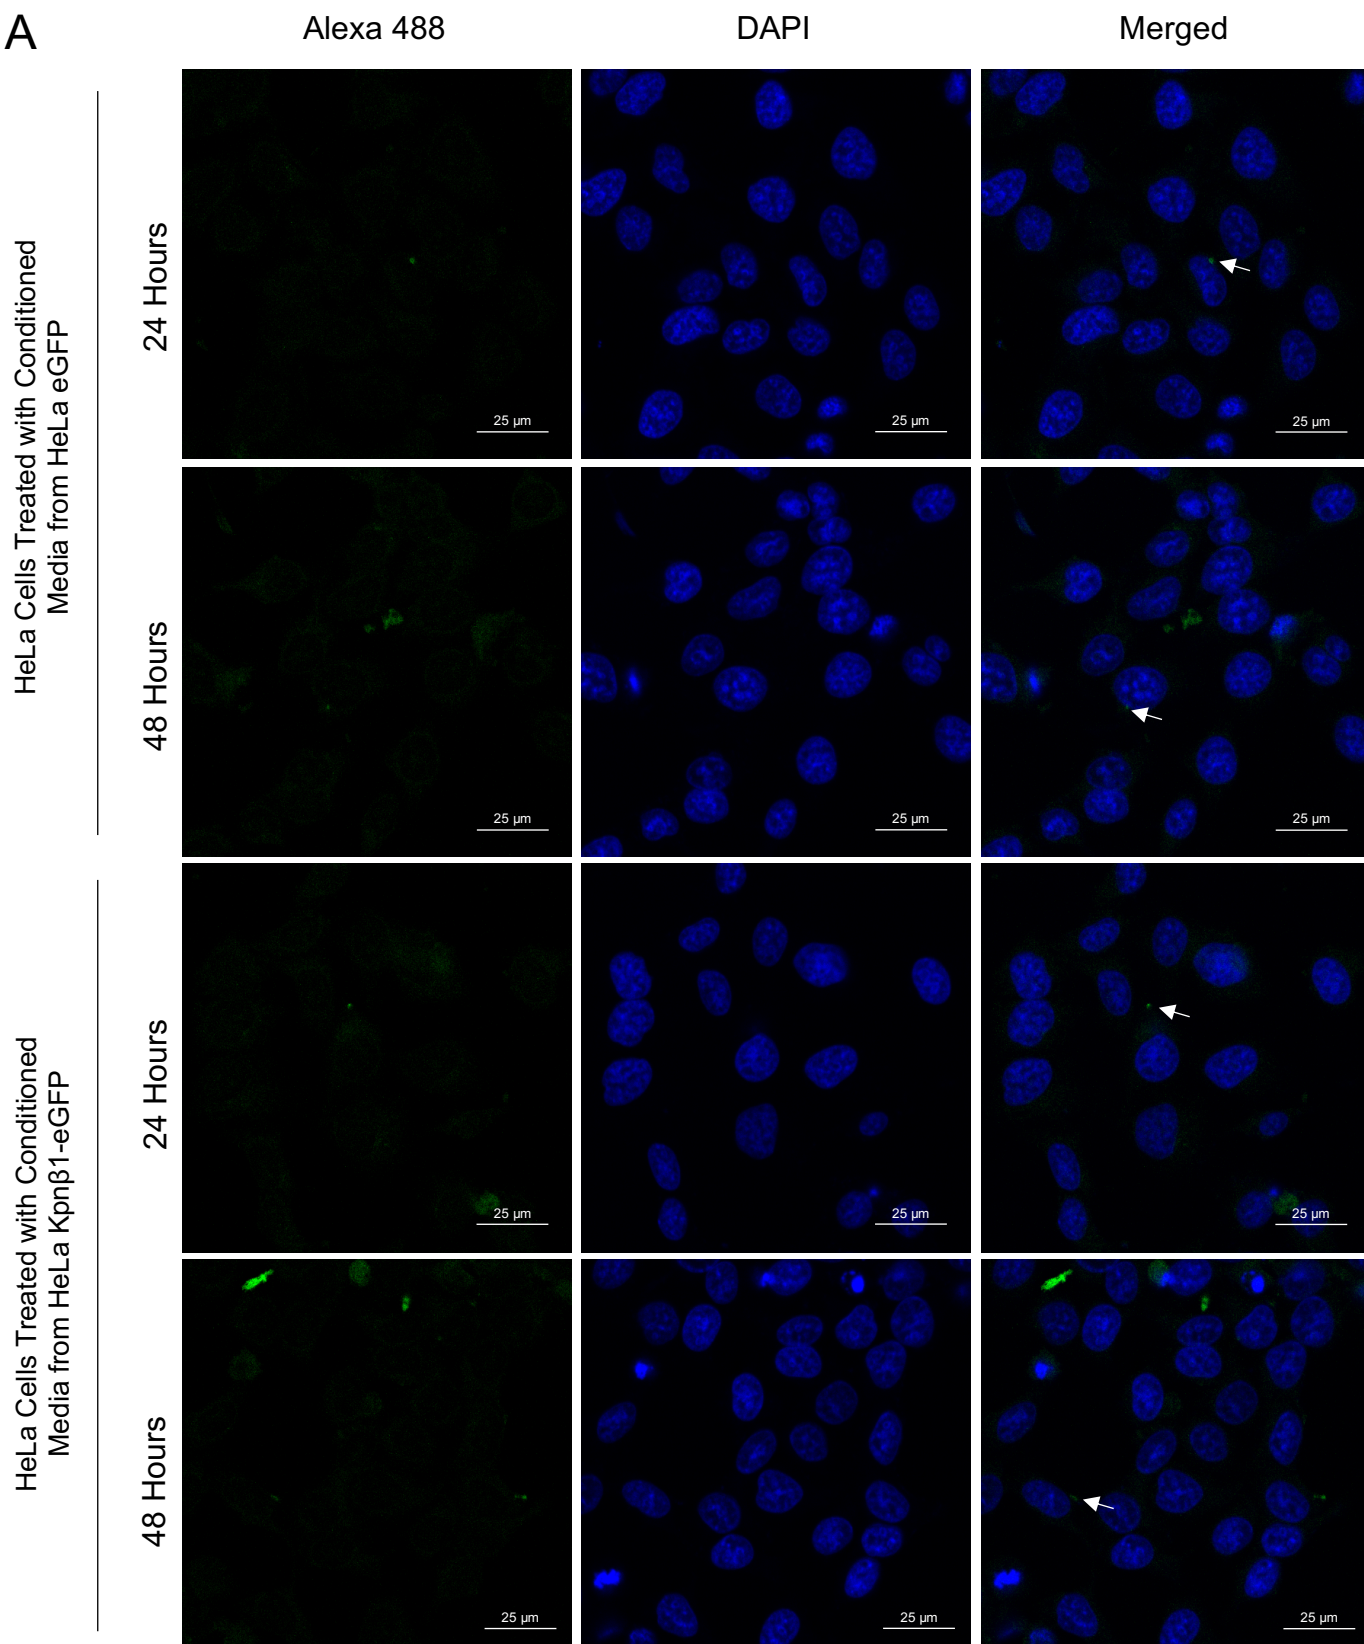 A
Alexa 488
DAPI
Merged
HeLa Cells Treated with Conditioned
Media from HeLa eGFP
24 Hours
25 µm
25 µm
25 µm
48 Hours
25 µm
25 µm
25 µm
HeLa Cells Treated with Conditioned
Media from HeLa Kpnβ1-eGFP
24 Hours
25 µm
25 µm
25 µm
48 Hours
25 µm
25 µm
25 µm